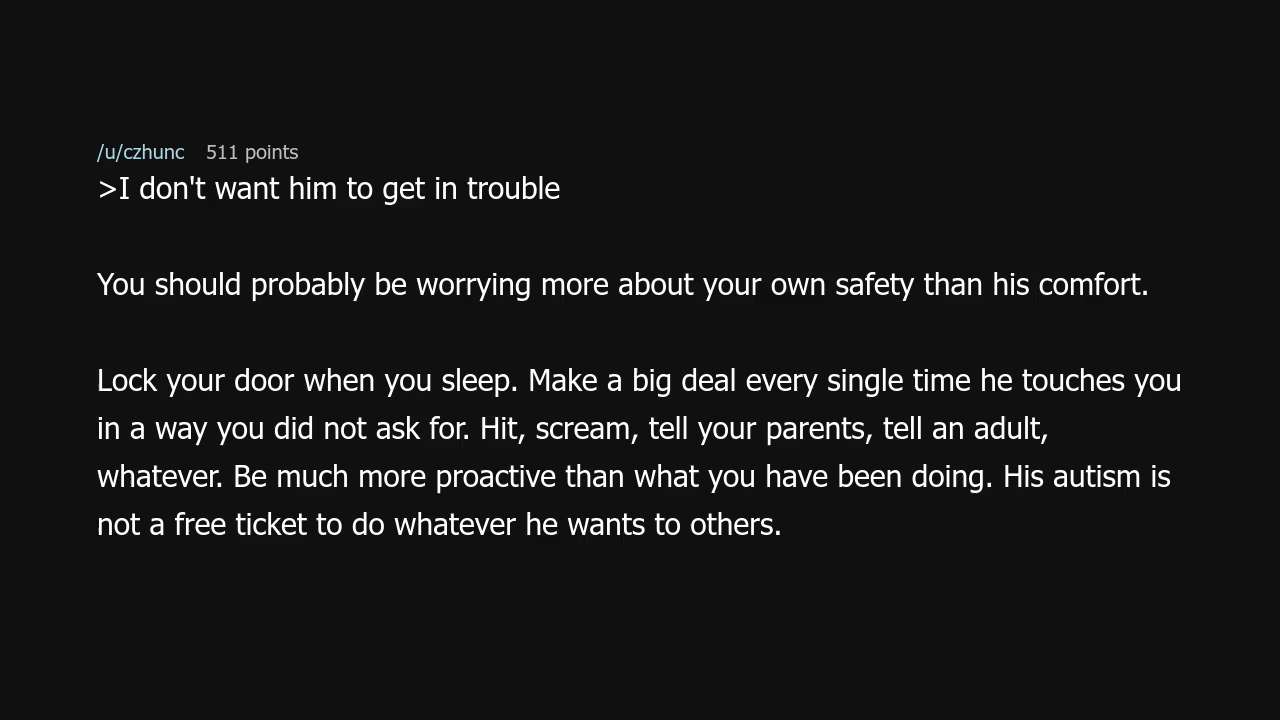 /u/czhunc 511 points
>I don't want him to get in trouble
You should probably be worrying more about your own safety than his comfort.
Lock your door when you sleep. Make a big deal every single time he touches you
in a way you did not ask for. Hit, scream, tell your parents, tell an adult,
whatever. Be much more proactive than what you have been doing. His autism is
not a free ticket to do whatever he wants to others.